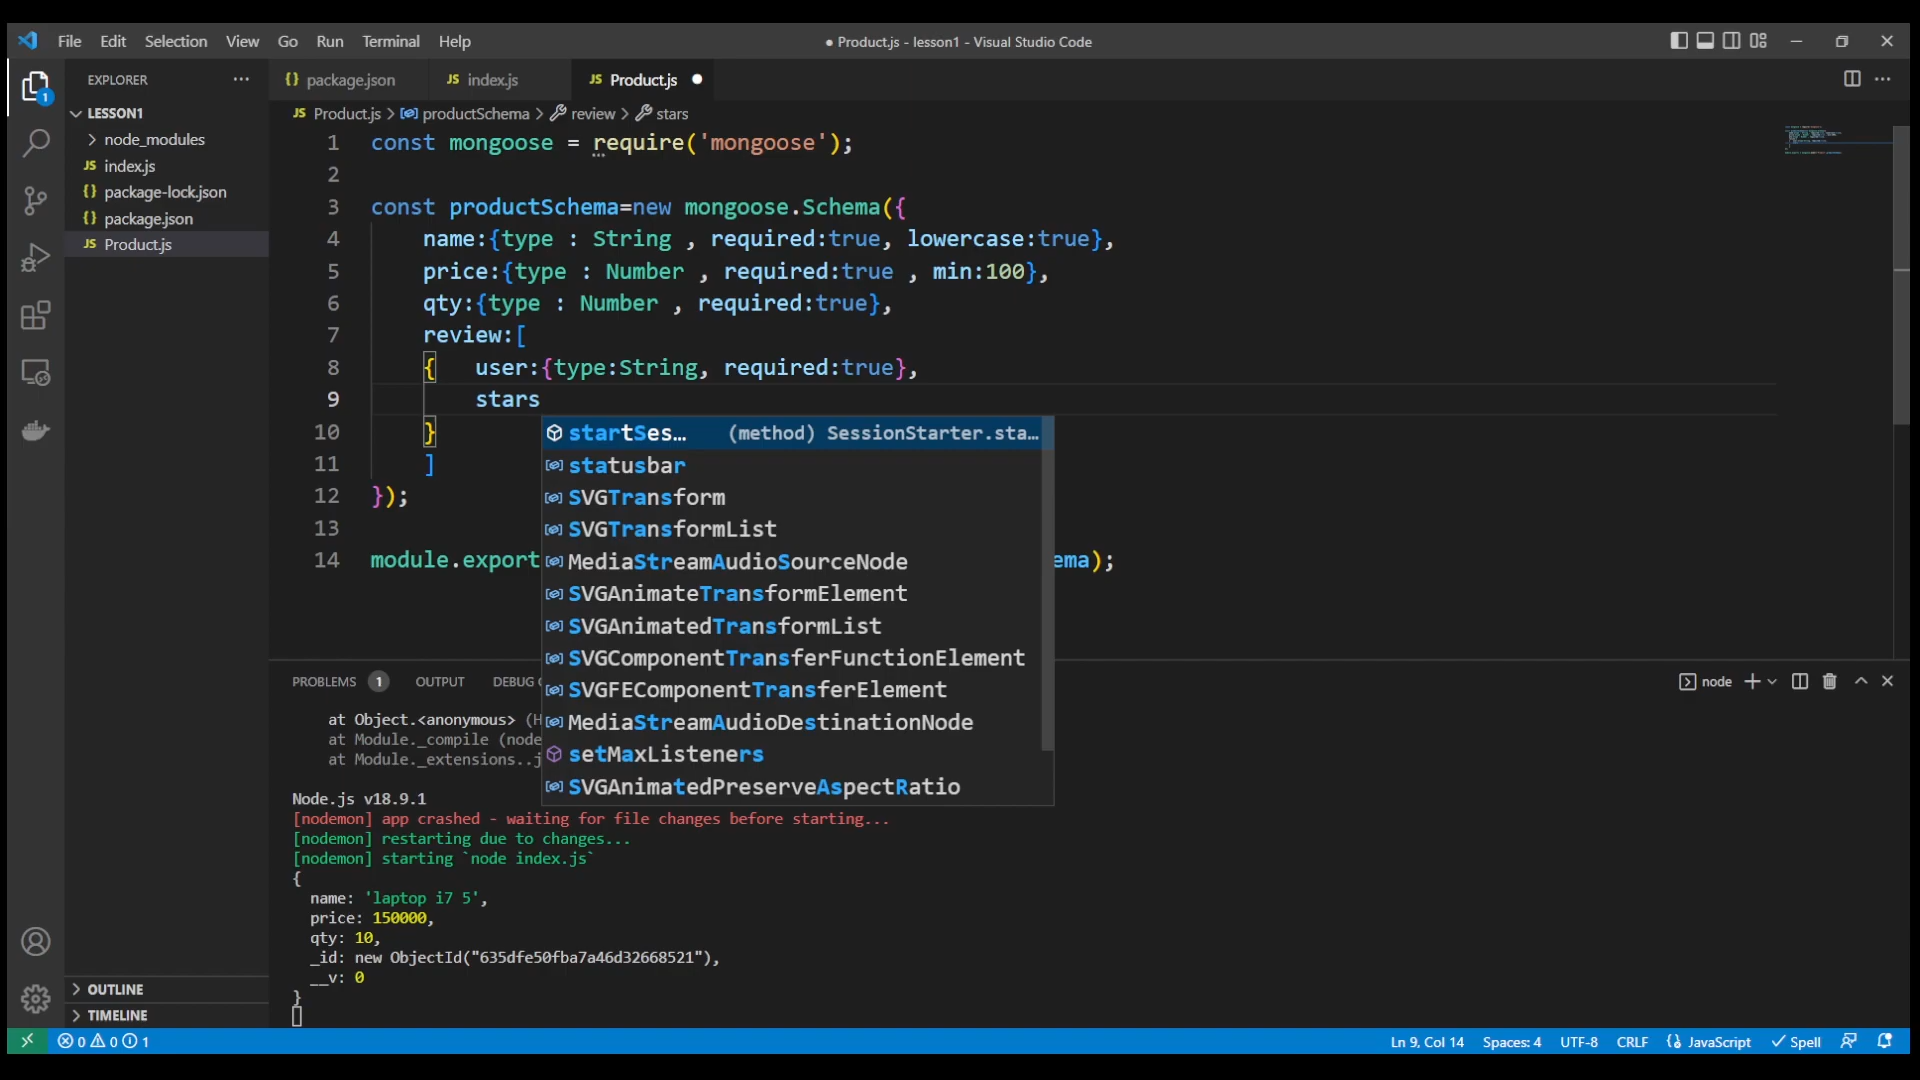 File Edit Selection View Go Run Terminal Help
● Product.js - lesson1 - Visual Studio Code
EXPLORER
LESSON1
node_modules
JS index.js
{} package-lock.json
{} package.json
JS Product.js
OUTLINE
TIMELINE
{} package.json JS index.js JS Product.js
JS Product.js > productSchema > review > stars
1 const mongoose = require('mongoose');
2
3 const productSchema=new mongoose.Schema({
4 name:{type : String , required:true, lowercase:true},
5 price:{type : Number , required:true , min:100},
6 qty:{type : Number , required:true},
7 review:[
8 { user:{type:String, required:true},
9 stars
10 }
11 ]
12 });
13
14 module.export ema);
startSes… (method) SessionStarter.sta…
statusbar
SVGTransform
SVGTransformList
MediaStreamAudioSourceNode
SVGAnimateTransformElement
SVGAnimatedTransformList
SVGComponentTransferFunctionElement
SVGFEComponentTransferElement
MediaStreamAudioDestinationNode
setMaxListeners
SVGAnimatedPreserveAspectRatio
PROBLEMS 1 OUTPUT DEBUG
node
at Object.<anonymous> (H
at Module._compile (node
at Module._extensions..j
Node.js v18.9.1
[nodemon] app crashed - waiting for file changes before starting...
[nodemon] restarting due to changes...
[nodemon] starting `node index.js`
{
name: 'laptop i7 5',
price: 150000,
qty: 10,
_id: new ObjectId("635dfe50fba7a46d32668521"),
__v: 0
}
0 0 1
Ln 9, Col 14 Spaces: 4 UTF-8 CRLF JavaScript Spell